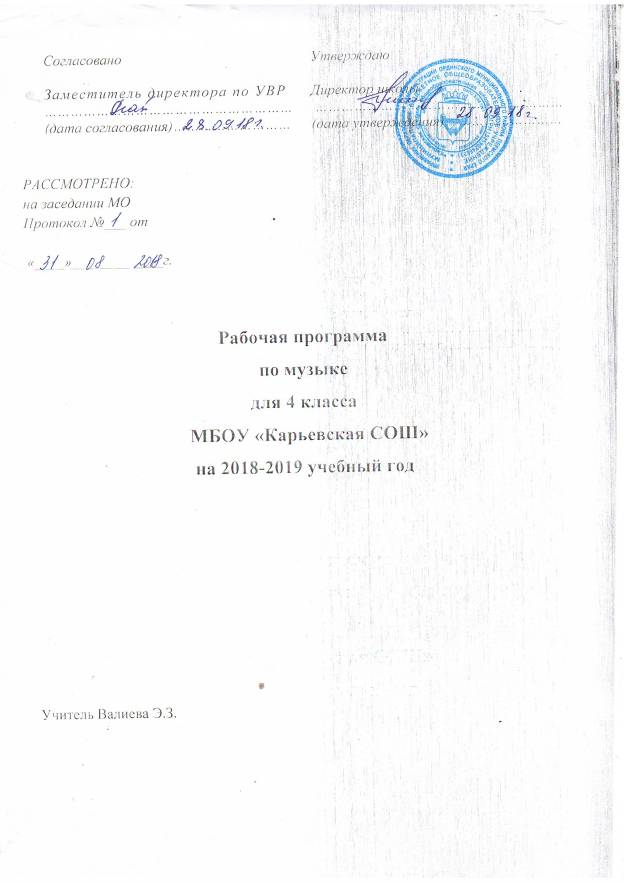 Согласовано
Заместитель директора по УВР
(дата согласования) 28.09.18г.
Утверждаю
Директор школы
(дата утверждения) 28.09.18г.
РАССМОТРЕНО:
на заседании МО
Протокол № 1 от
« 31 » 08 2018г.
Рабочая программа
по музыке
для 4 класса
МБОУ «Карьевская СОШ»
на 2018-2019 учебный год
Учитель Валиева Э.З.